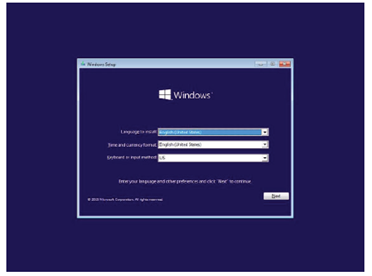 Windows Setup
Windows
Language to install: English (United States)
Time and currency format: English (United States)
Keyboard or input method: US
Enter your language and other preferences and click "Next" to continue.
Next
Microsoft Corporation. All rights reserved.